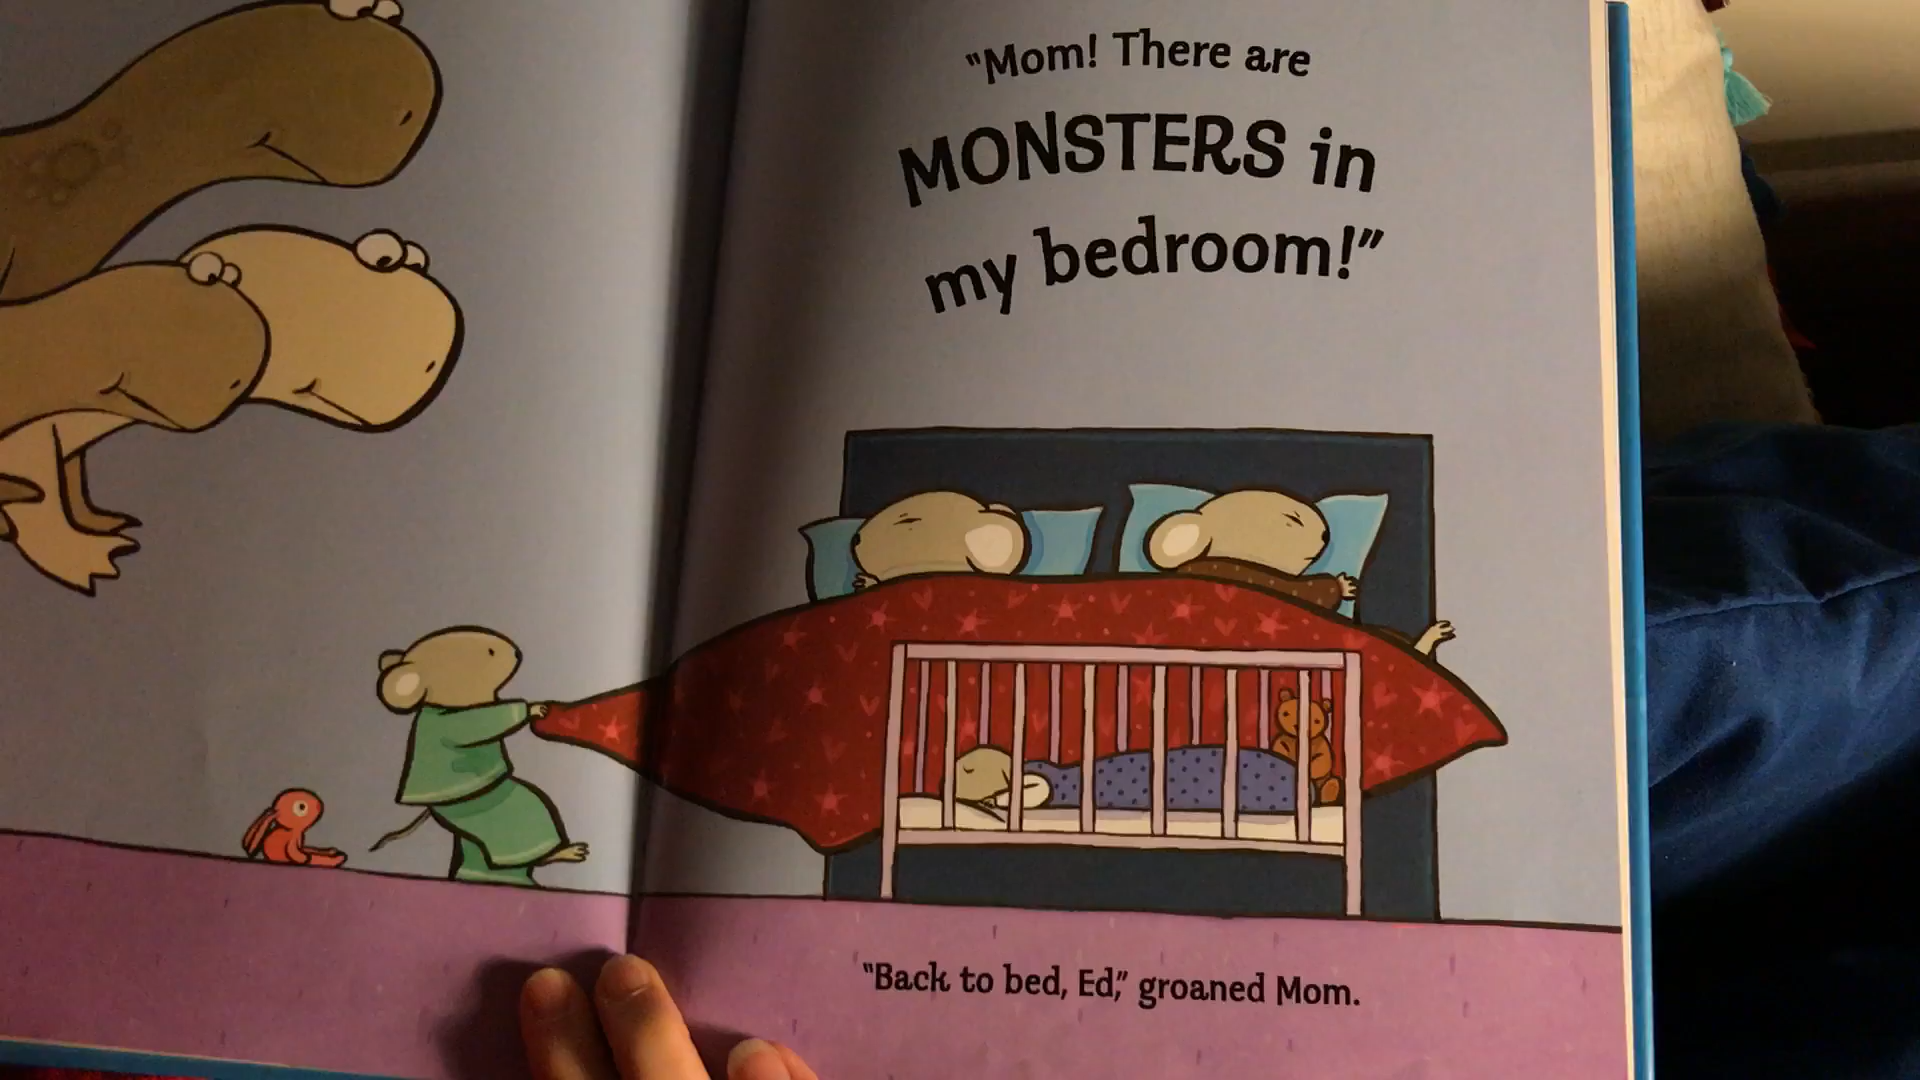 “Mom! There are
MONSTERS in
my bedroom!”
“Back to bed, Ed,” groaned Mom.